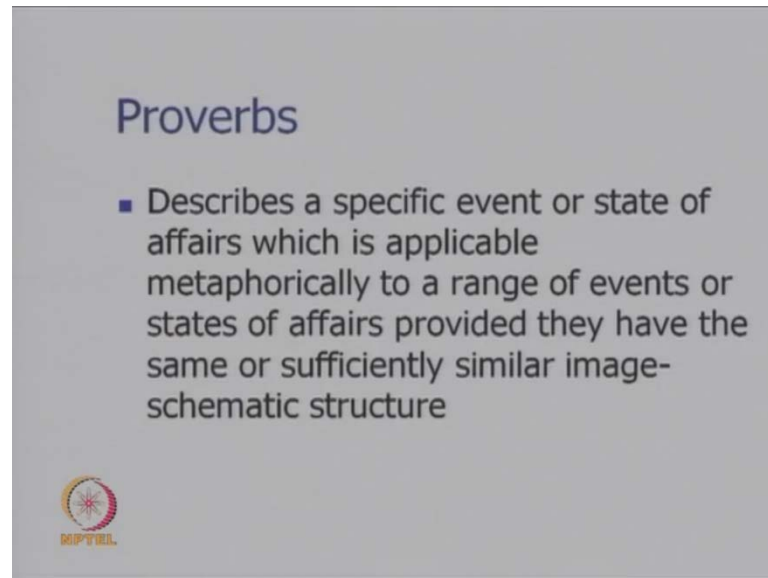 Proverbs
■ Describes a specific event or state of
affairs which is applicable
metaphorically to a range of events or
states of affairs provided they have the
same or sufficiently similar image-
schematic structure
NPTEL